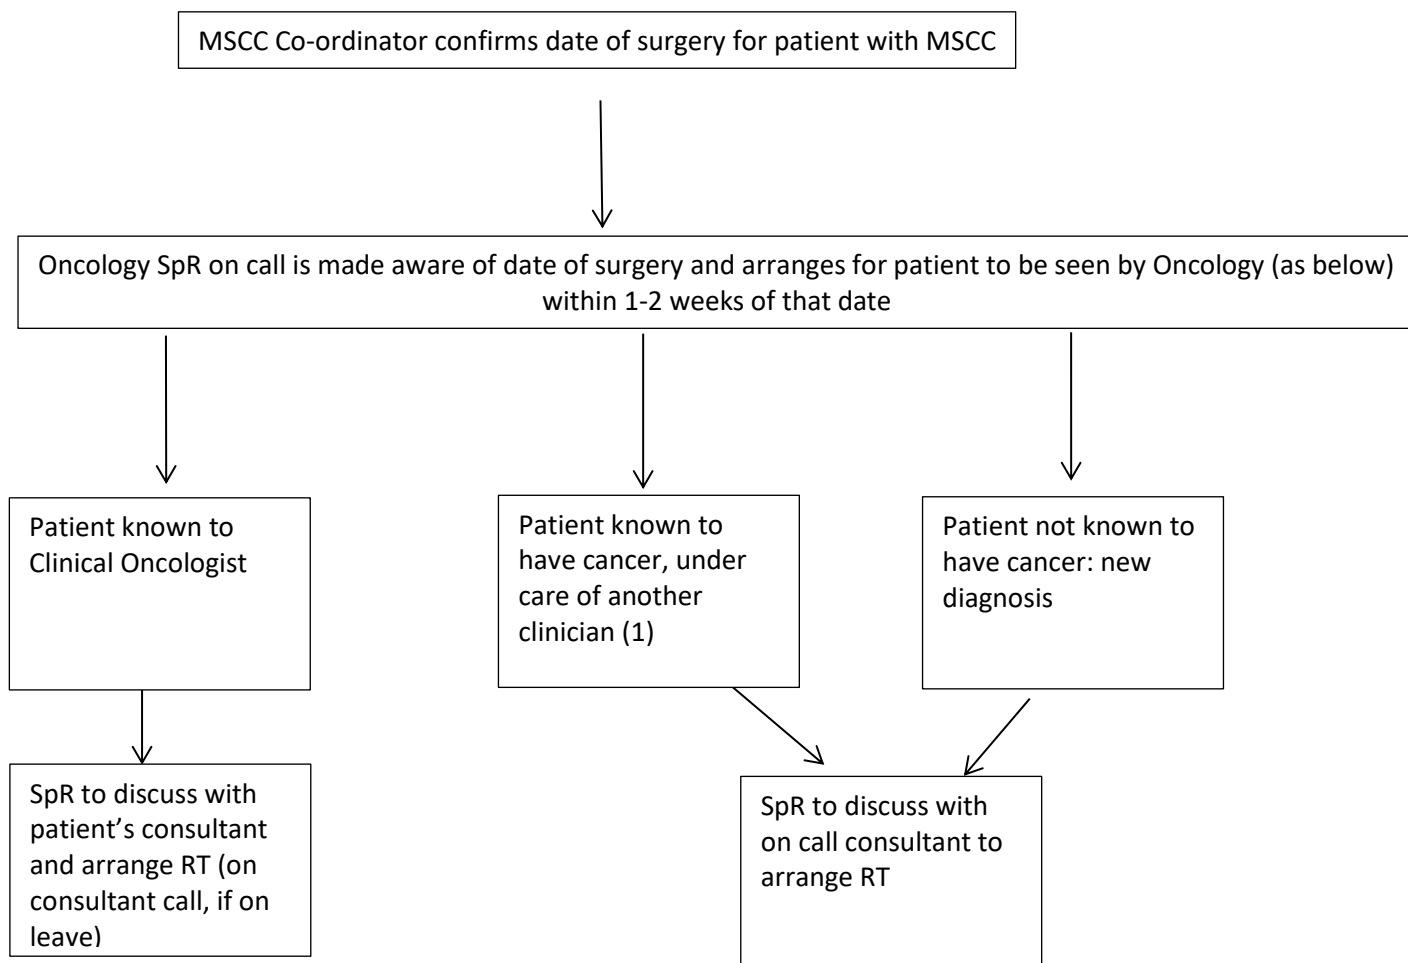 MSCC Co-ordinator confirms date of surgery for patient with MSCC
Oncology SpR on call is made aware of date of surgery and arranges for patient to be seen by Oncology (as below)
within 1-2 weeks of that date
Patient known to
Clinical Oncologist
Patient known to
have cancer, under
care of another
clinician (1)
Patient not known to
have cancer: new
diagnosis
SpR to discuss with
patient’s consultant
and arrange RT (on
consultant call, if on
leave)
SpR to discuss with
on call consultant to
arrange RT